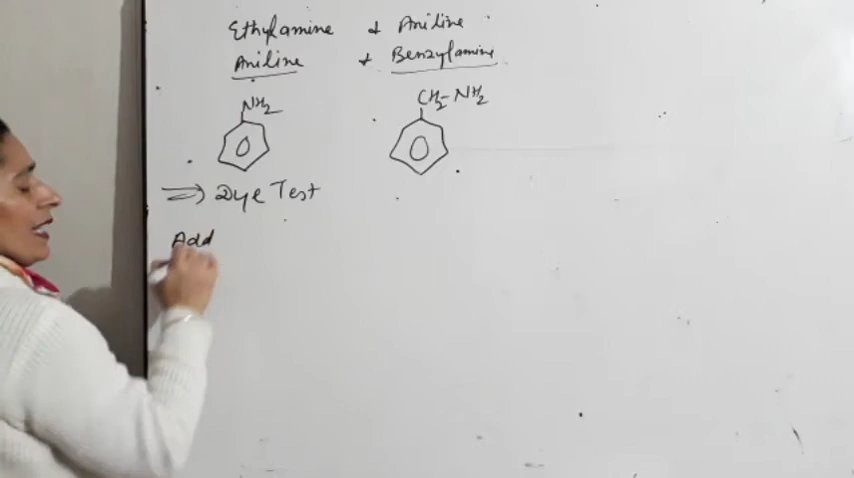 Ethylamine & Aniline
Aniline & Benzylamine
NH2 CH2-NH2
⇒ Dye Test
Add